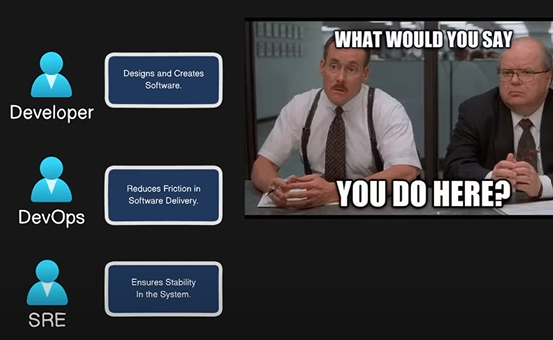 Developer
Designs and Creates
Software.
DevOps
Reduces Friction in
Software Delivery.
SRE
Ensures Stability
In the System.
WHAT WOULD YOU SAY
YOU DO HERE?